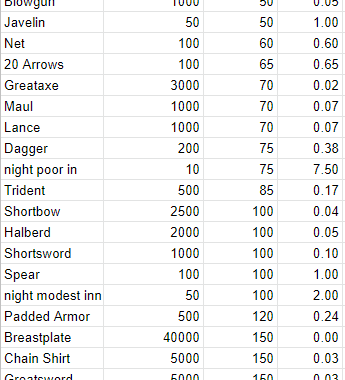 Blowgun 1000 50 0.05
Javelin 50 50 1.00
Net 100 60 0.60
20 Arrows 100 65 0.65
Greataxe 3000 70 0.02
Maul 1000 70 0.07
Lance 1000 70 0.07
Dagger 200 75 0.38
night poor in 10 75 7.50
Trident 500 85 0.17
Shortbow 2500 100 0.04
Halberd 2000 100 0.05
Shortsword 1000 100 0.10
Spear 100 100 1.00
night modest inn 50 100 2.00
Padded Armor 500 120 0.24
Breastplate 40000 150 0.00
Chain Shirt 5000 150 0.03
Greatsword 5000 150 0.03